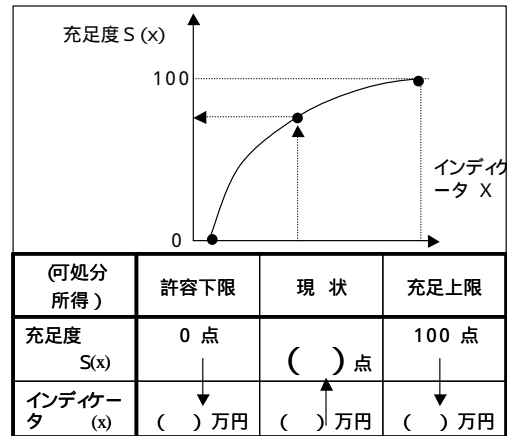 充足度S (x)
100
インディケ
ータ X
0
(可処分
所得)
許容下限
現 状
充足上限
充足度
S(x)
0 点
( )点
100 点
インディケー
タ (x)
( )万円
( )万円
( )万円